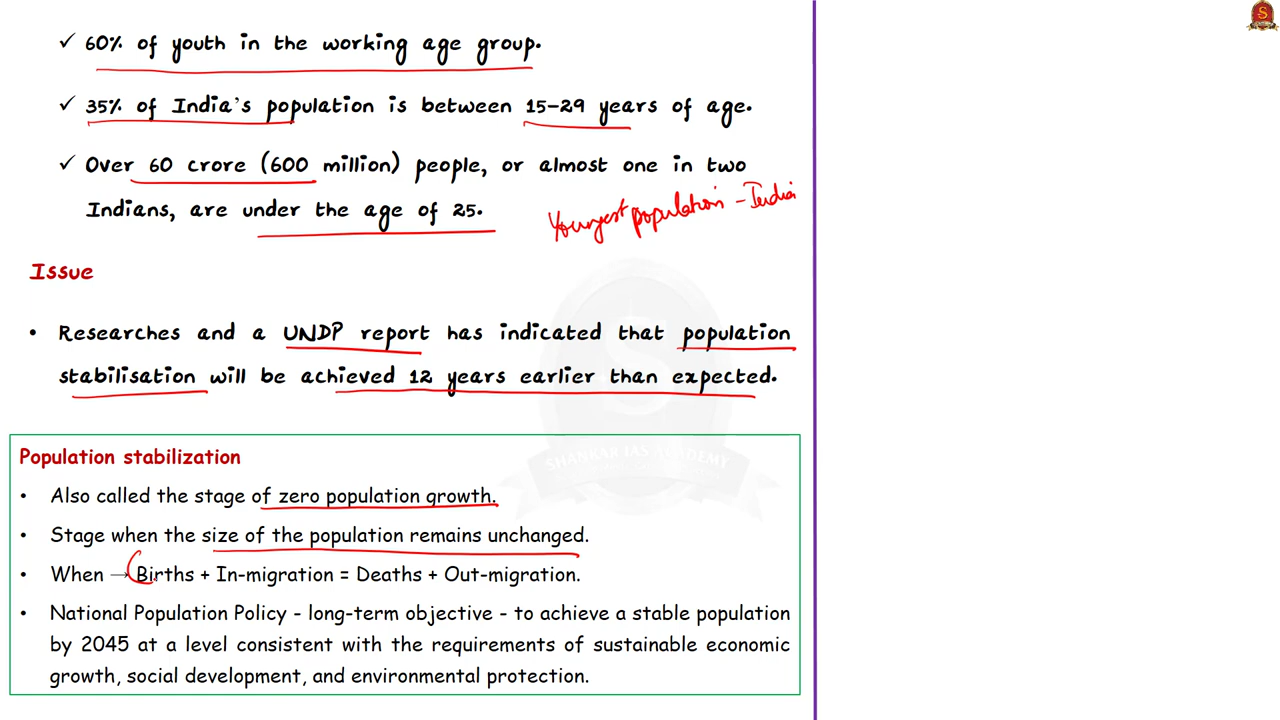 ✓ 60% of youth in the working age group.
✓ 35% of India's population is between 15-29 years of age.
✓ Over 60 crore (600 million) people, or almost one in two
Indians, are under the age of 25.
Youngest population - India
Issue
• Researches and a UNDP report has indicated that population
stabilisation will be achieved 12 years earlier than expected.
SHANKAR IAS ACADEMY
Population stabilization
• Also called the stage of zero population growth.
• Stage when the size of the population remains unchanged.
• When → Births + In-migration = Deaths + Out-migration.
• National Population Policy - long-term objective - to achieve a stable population
by 2045 at a level consistent with the requirements of sustainable economic
growth, social development, and environmental protection.